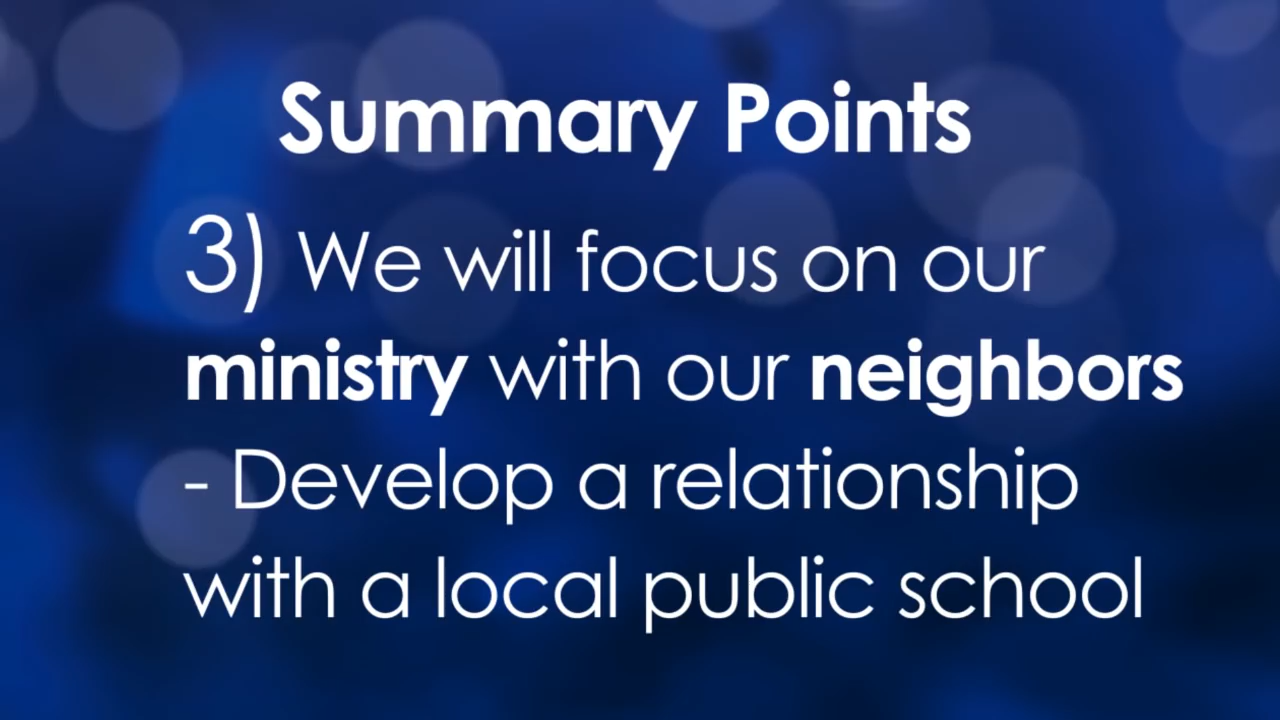 Summary Points
3) We will focus on our
ministry with our neighbors
- Develop a relationship
with a local public school